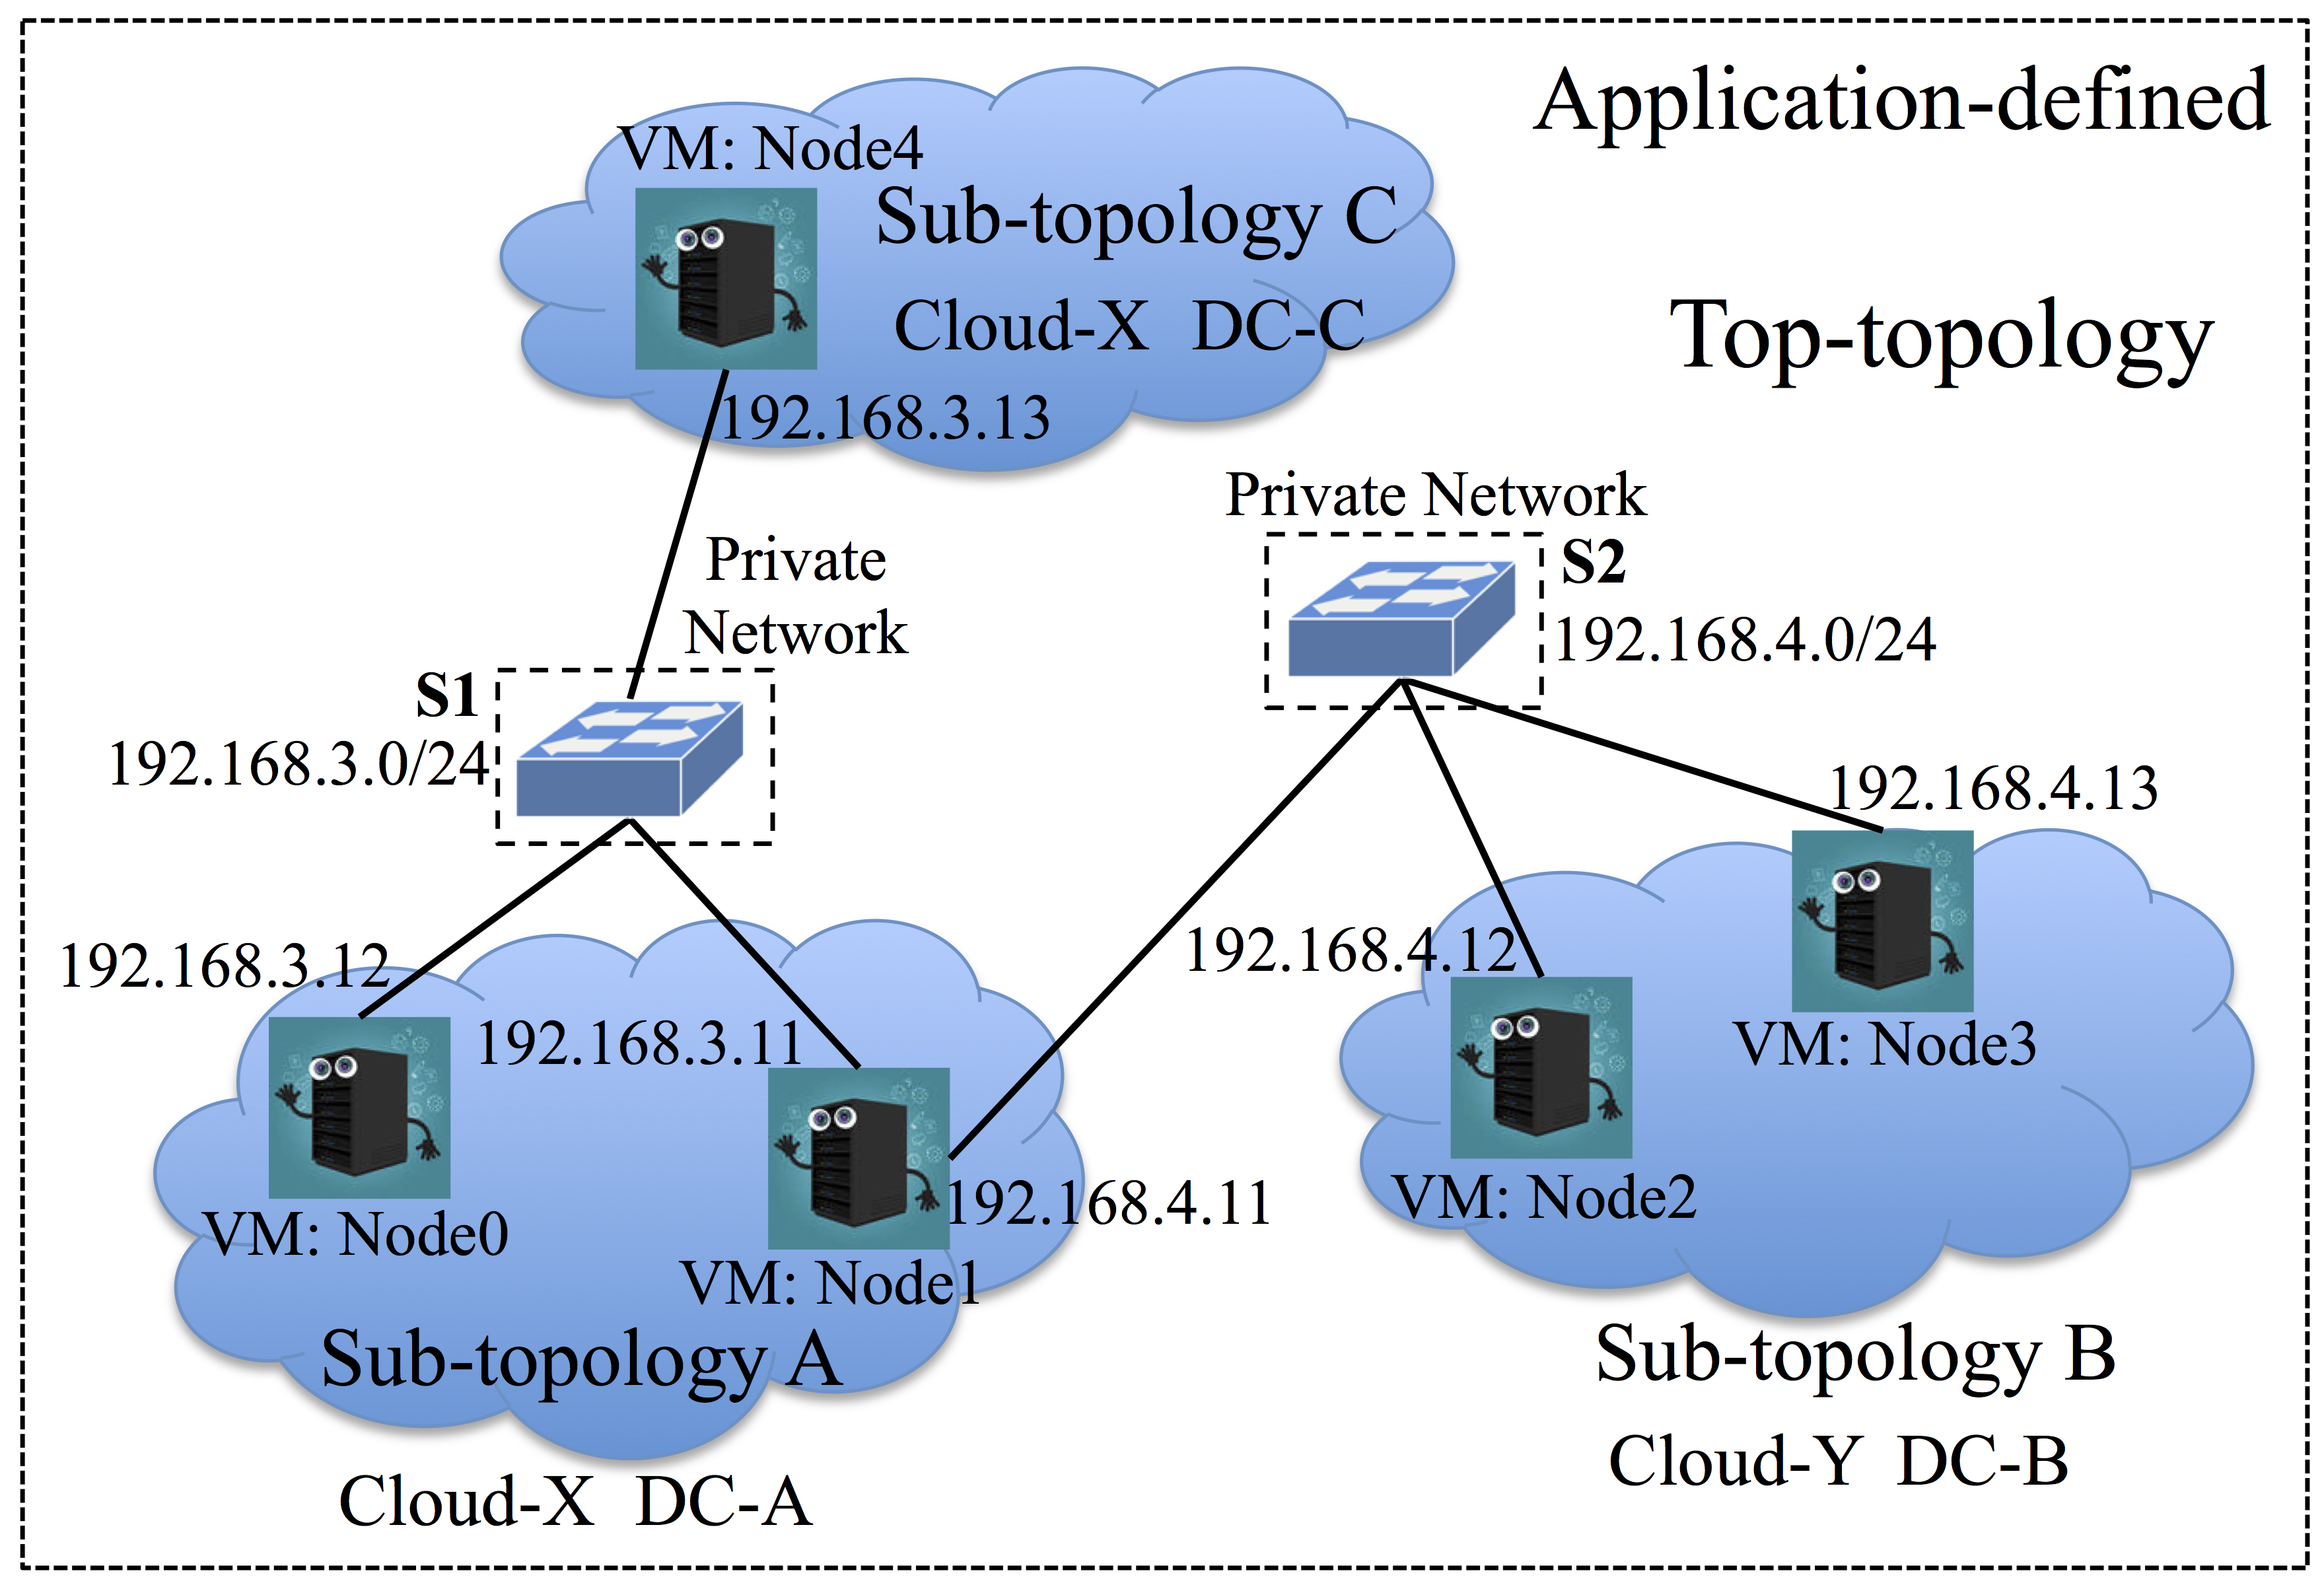 Application-defined
Top-topology
VM: Node4
Sub-topology C
Cloud-X DC-C
192.168.3.13
Private Network
S2
192.168.4.0/24
Private
Network
S1
192.168.3.0/24
192.168.4.13
192.168.3.12
192.168.4.12
192.168.3.11
VM: Node3
192.168.4.11
VM: Node2
VM: Node0
VM: Node1
Sub-topology A
Sub-topology B
Cloud-X DC-A
Cloud-Y DC-B